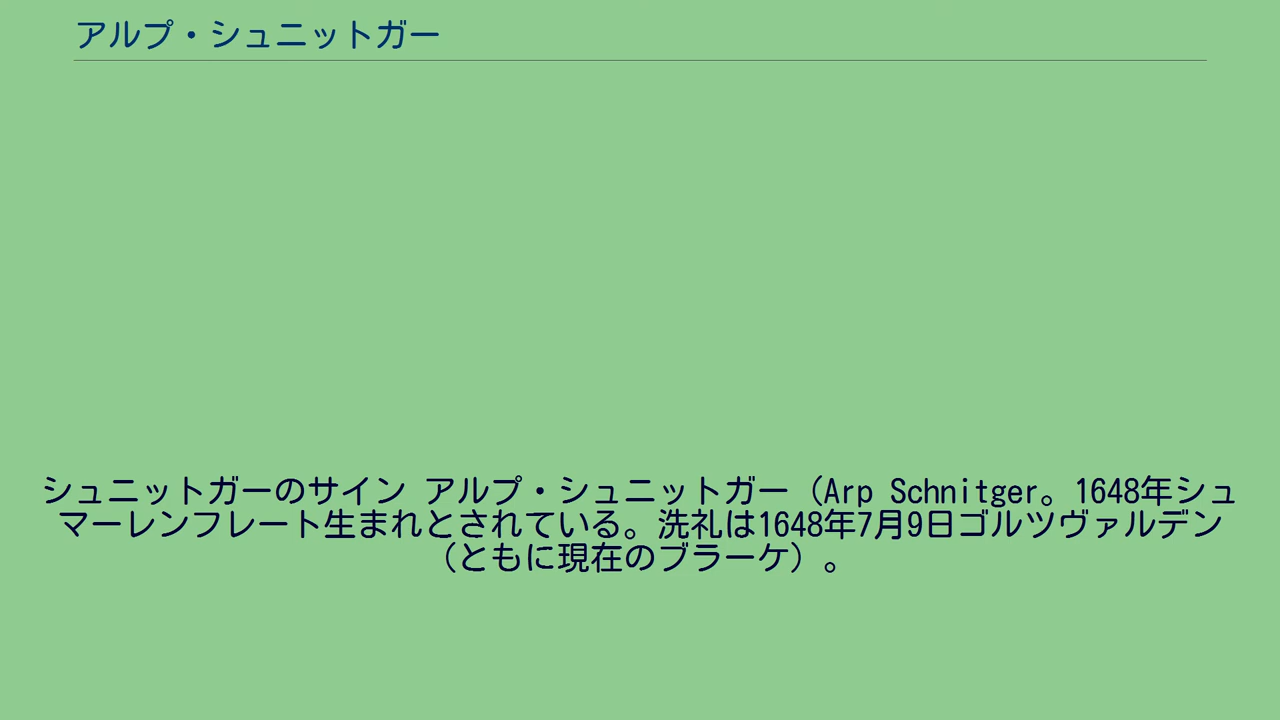 アルプ・シュニットガー
シュニットガーのサイン アルプ・シュニットガー（Arp Schnitger。1648年シュ
マーレンフレート生まれとされている。洗礼は1648年7月9日ゴルツヴァルデン
（ともに現在のブラーケ）。